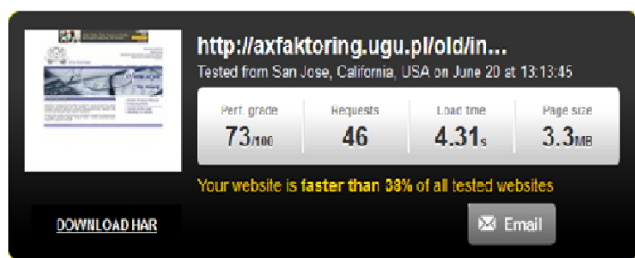 http://axfaktoring.ugu.pl/old/in...
Tested from San Jose, California, USA on June 20 at 13:13:45
Perf. grade Requests Load time Page size
73/100 46 4.31s 3.3MB
Your website is faster than 38% of all tested websites
DOWNLOAD HAR Email